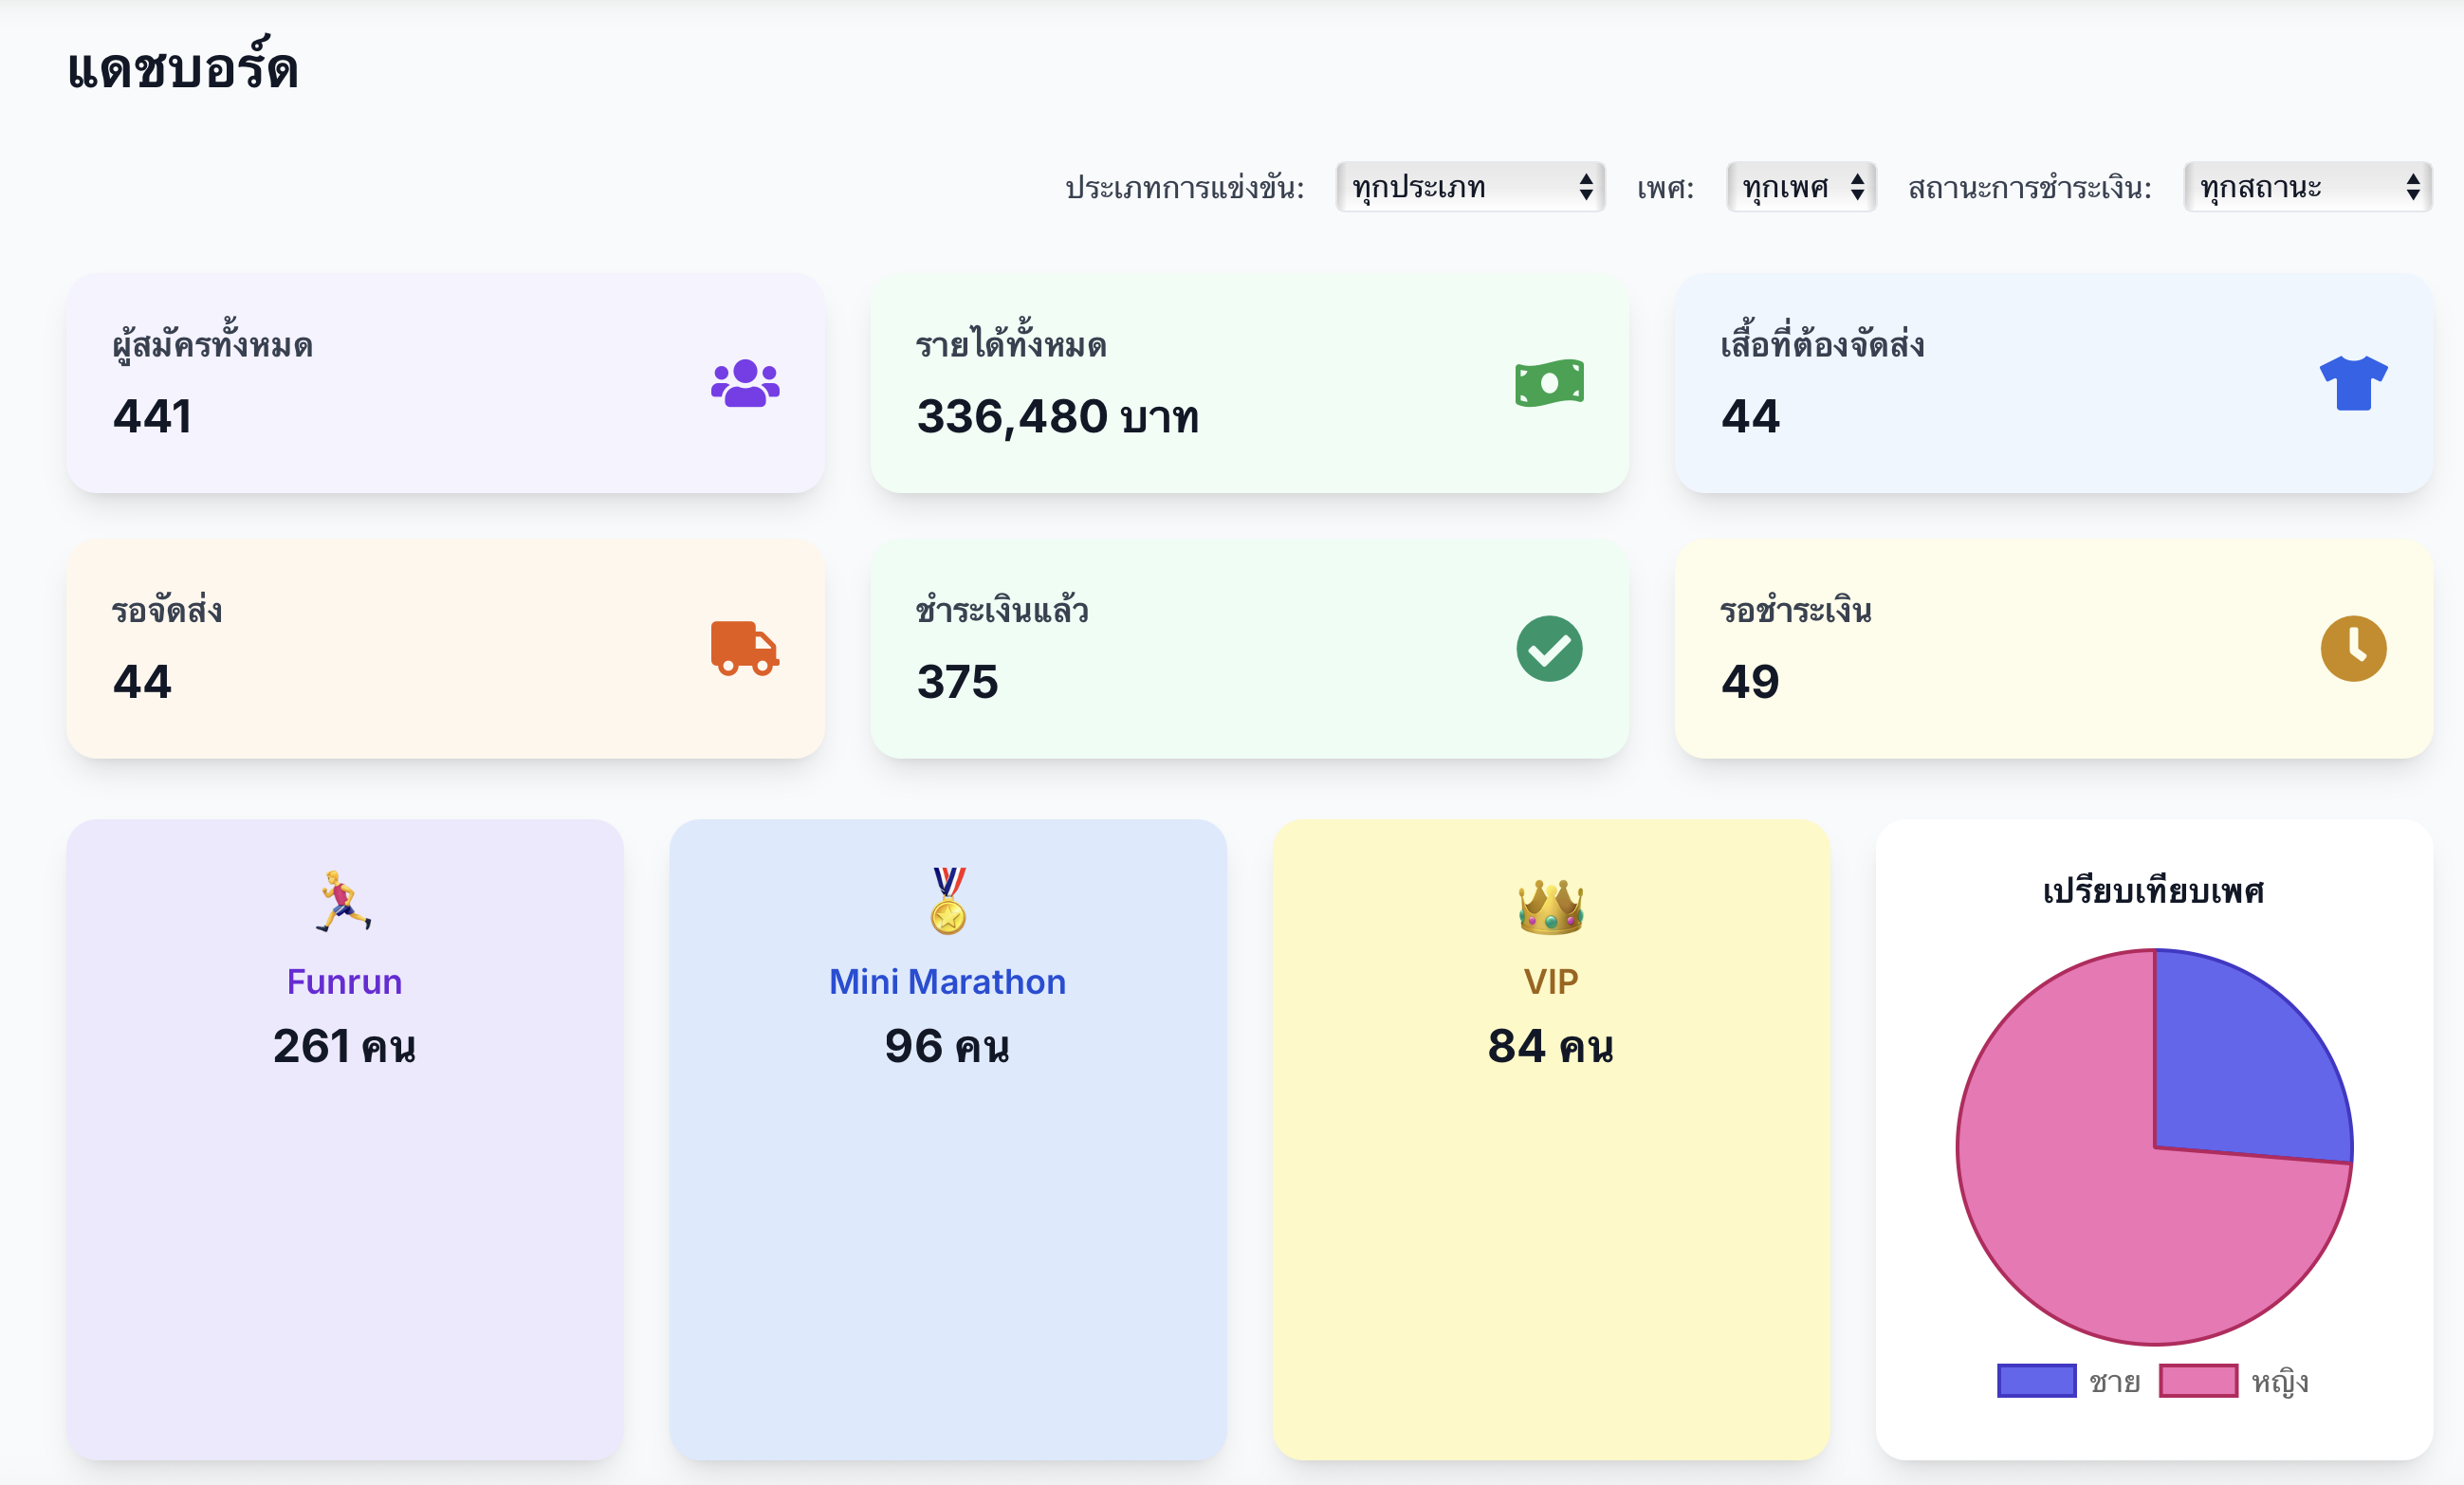 แดชบอร์ด
ประเภทการแข่งขัน: ทุกประเภท เพศ: ทุกเพศ สถานะการชำระเงิน: ทุกสถานะ
ผู้สมัครทั้งหมด
441
รายได้ทั้งหมด
336,480 บาท
เสื้อที่ต้องจัดส่ง
44
รอจัดส่ง
44
ชำระเงินแล้ว
375
รอชำระเงิน
49
Funrun
261 คน
Mini Marathon
96 คน
VIP
84 คน
เปรียบเทียบเพศ
ชาย หญิง